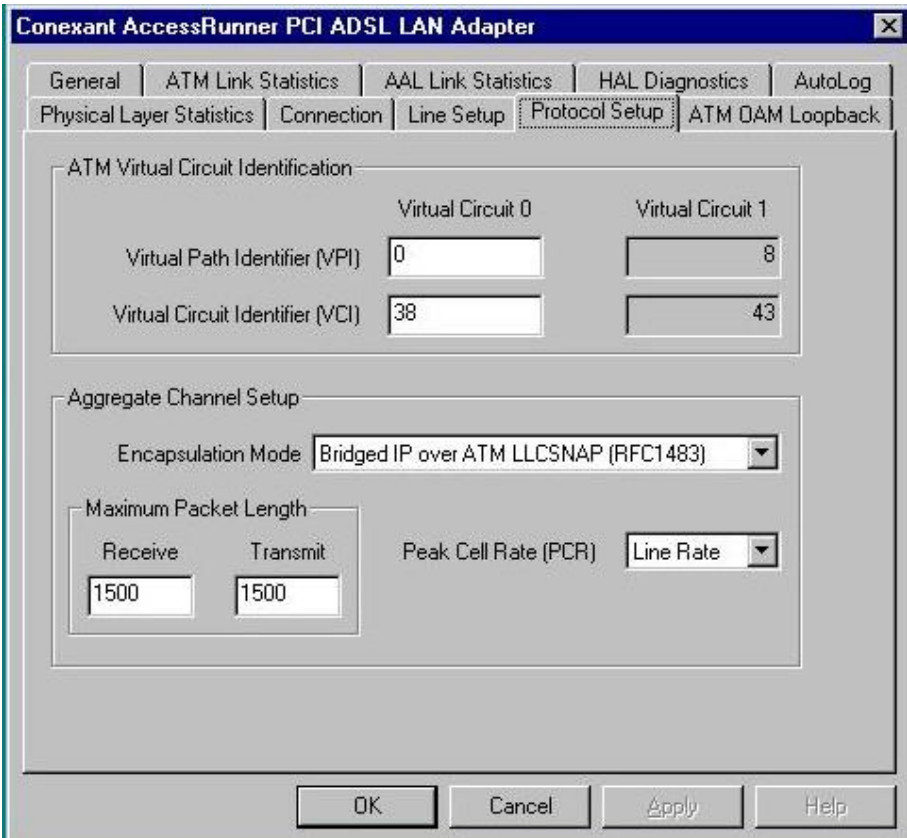 Conexant AccessRunner PCI ADSL LAN Adapter
General ATM Link Statistics AAL Link Statistics HAL Diagnostics AutoLog
Physical Layer Statistics Connection Line Setup Protocol Setup ATM OAM Loopback
ATM Virtual Circuit Identification
Virtual Circuit 0 Virtual Circuit 1
Virtual Path Identifier (VPI) 0 8
Virtual Circuit Identifier (VCI) 38 43
Aggregate Channel Setup
Encapsulation Mode Bridged IP over ATM LLCSNAP (RFC1483)
Maximum Packet Length
Receive Transmit Peak Cell Rate (PCR) Line Rate
1500 1500
OK Cancel Apply Help